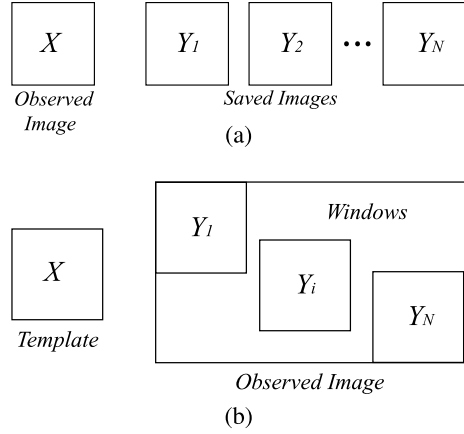 X Y1 Y2 ... YN
Observed
Image
Saved Images
(a)
Windows
Y1
X
Yi
YN
Template
Observed Image
(b)